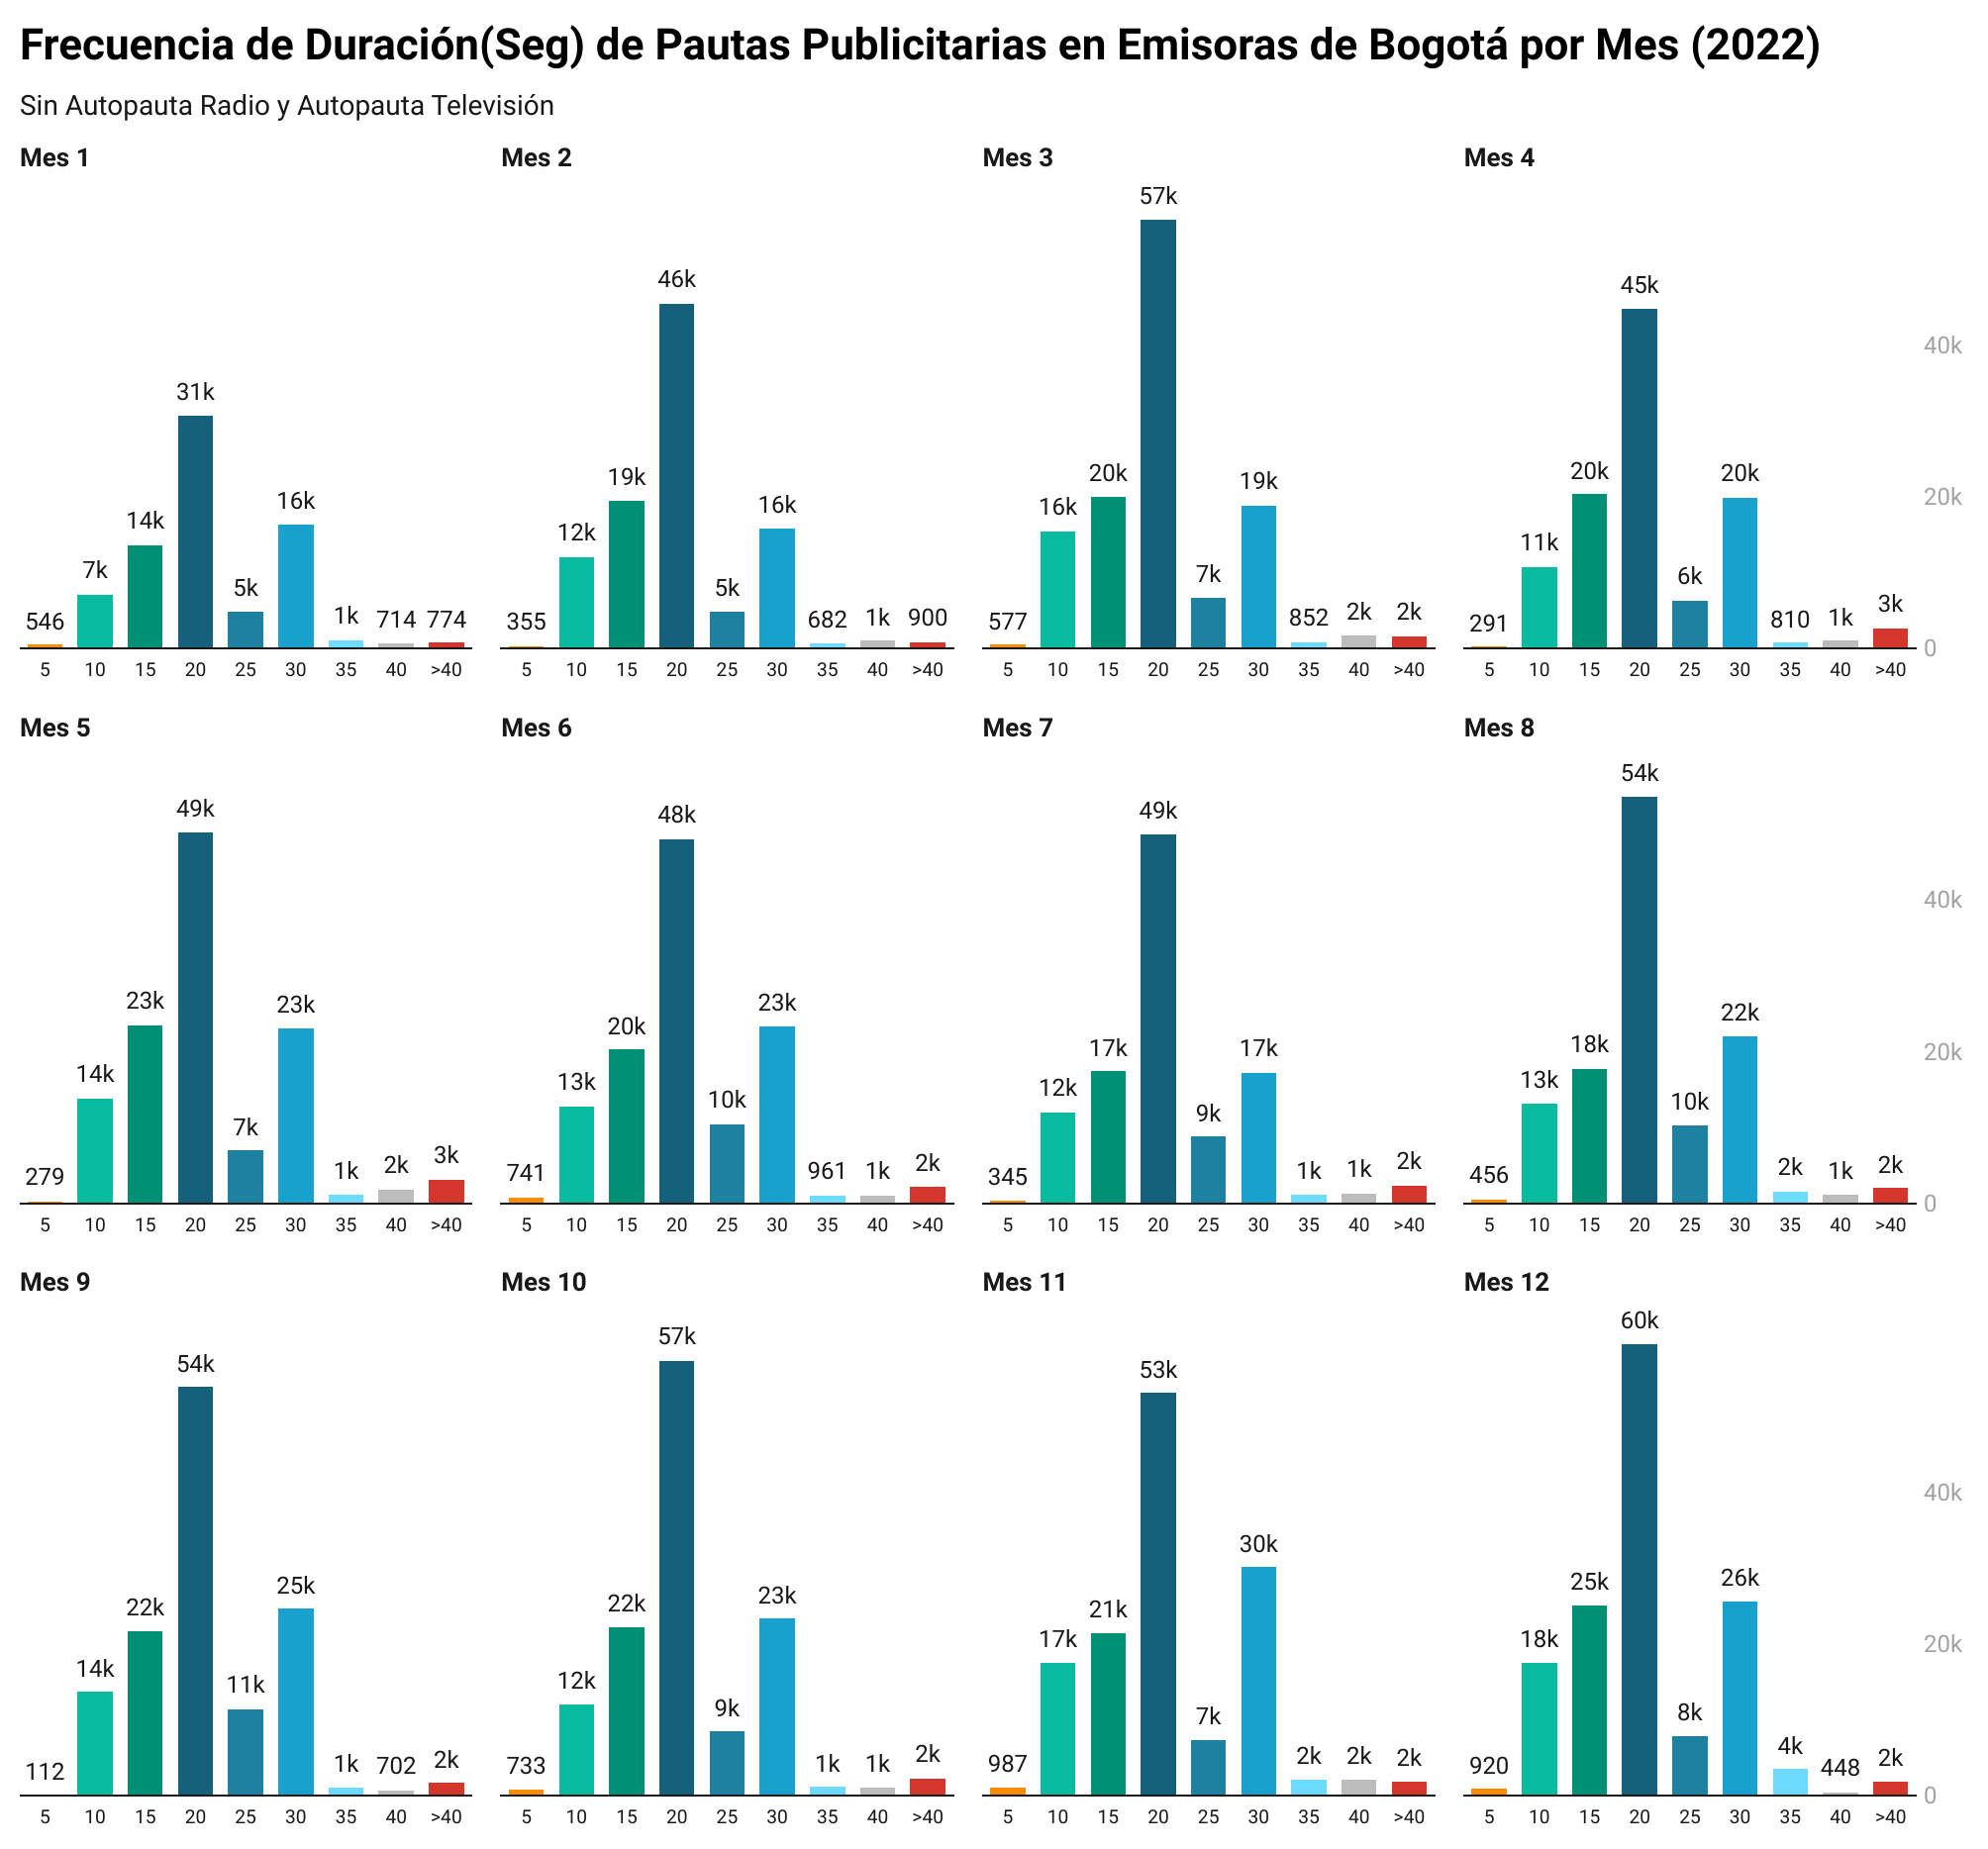 Frecuencia de Duración(Seg) de Pautas Publicitarias en Emisoras de Bogotá por Mes (2022)
Sin Autopauta Radio y Autopauta Televisión
Mes 1
546 7k 14k 31k 5k 16k 1k 714 774
5 10 15 20 25 30 35 40 >40
Mes 2
355 12k 19k 46k 5k 16k 682 1k 900
5 10 15 20 25 30 35 40 >40
Mes 3
577 16k 20k 57k 7k 19k 852 2k 2k
5 10 15 20 25 30 35 40 >40
Mes 4
291 11k 20k 45k 6k 20k 810 1k 3k
5 10 15 20 25 30 35 40 >40
40k
20k
0
Mes 5
279 14k 23k 49k 7k 23k 1k 2k 3k
5 10 15 20 25 30 35 40 >40
Mes 6
741 13k 20k 48k 10k 23k 961 1k 2k
5 10 15 20 25 30 35 40 >40
Mes 7
345 12k 17k 49k 9k 17k 1k 1k 2k
5 10 15 20 25 30 35 40 >40
Mes 8
456 13k 18k 54k 10k 22k 2k 1k 2k
5 10 15 20 25 30 35 40 >40
40k
20k
0
Mes 9
112 14k 22k 54k 11k 25k 1k 702 2k
5 10 15 20 25 30 35 40 >40
Mes 10
733 12k 22k 57k 9k 23k 1k 1k 2k
5 10 15 20 25 30 35 40 >40
Mes 11
987 17k 21k 53k 7k 30k 2k 2k 2k
5 10 15 20 25 30 35 40 >40
Mes 12
920 18k 25k 60k 8k 26k 4k 448 2k
5 10 15 20 25 30 35 40 >40
40k
20k
0